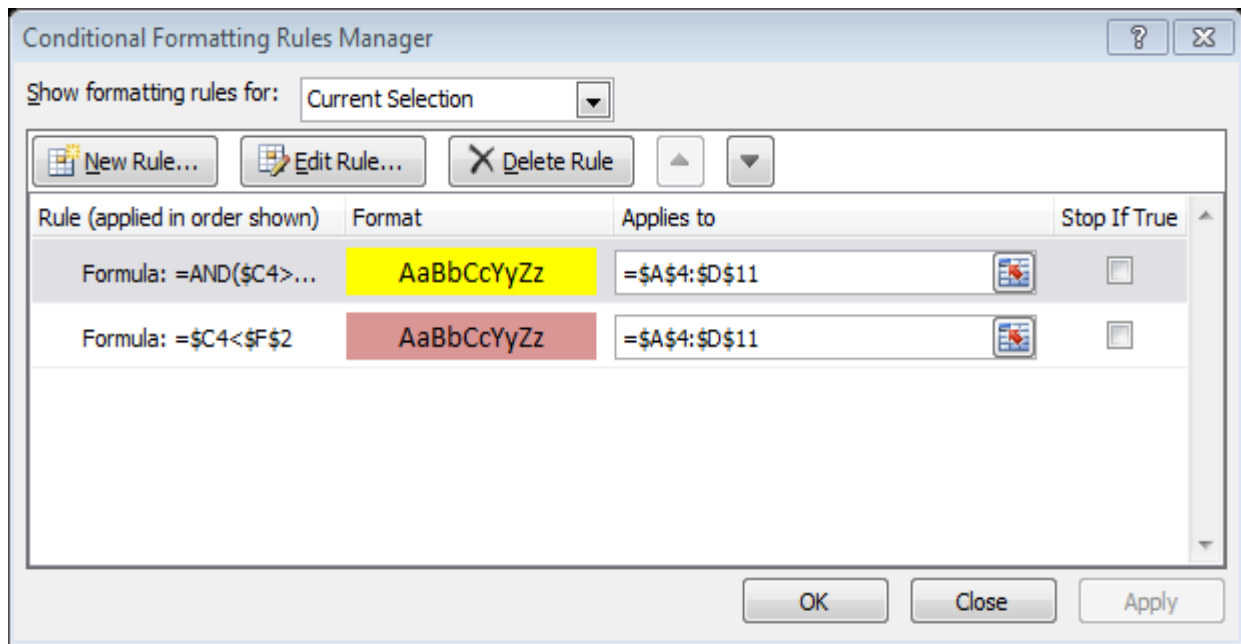 Conditional Formatting Rules Manager
Show formatting rules for: Current Selection
New Rule... Edit Rule... Delete Rule
Rule (applied in order shown) Format Applies to Stop If True
Formula: =AND($C4>... AaBbCcYyZz =$A$4:$D$11
Formula: =$C4<$F$2 AaBbCcYyZz =$A$4:$D$11
OK Close Apply